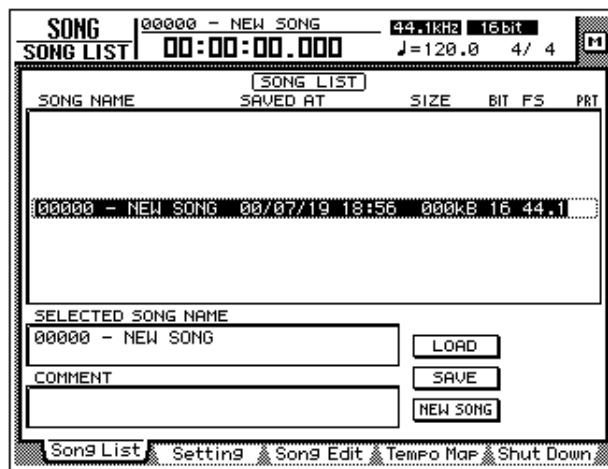 SONG 00000 - NEW SONG 44.1kHz 16bit
SONG LIST 00:00:00.000 ♩=120.0 4/ 4 M
SONG LIST
SONG NAME SAVED AT SIZE BIT FS PRT
00000 - NEW SONG 00/07/19 18:56 000kB 16 44.1
SELECTED SONG NAME
00000 - NEW SONG
LOAD
COMMENT
SAVE
NEW SONG
Song List Setting Song Edit Tempo Map Shut Down